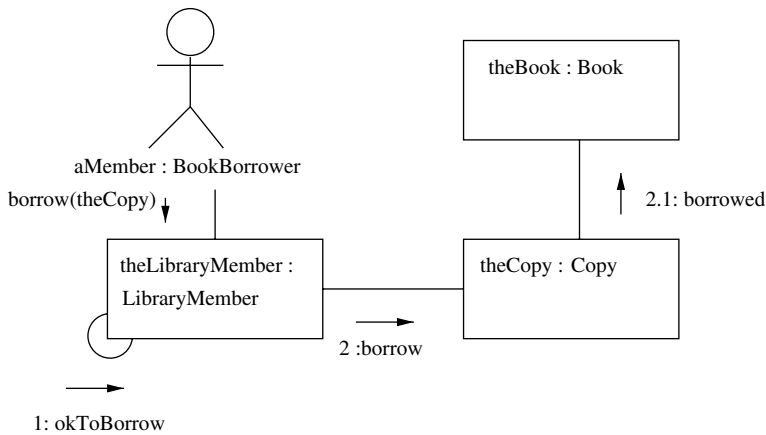 theBook : Book
aMember : BookBorrower
borrow(theCopy)
2.1: borrowed
theLibraryMember :
LibraryMember
theCopy : Copy
2 :borrow
1: okToBorrow